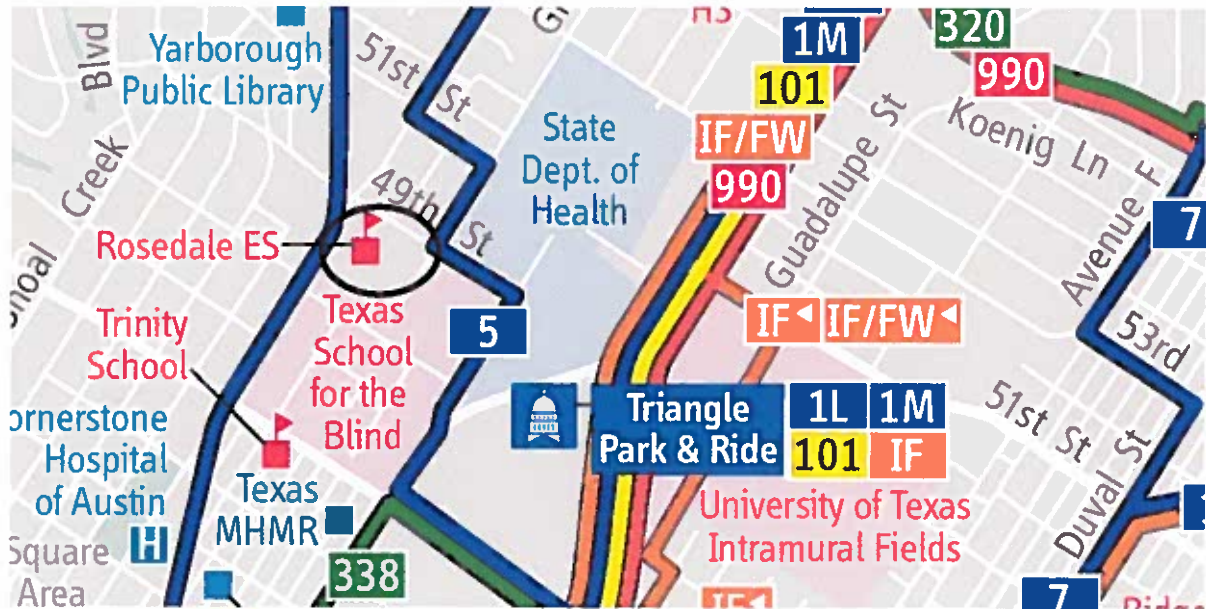 Blvd
Yarborough
Public Library
51st
St
H3
1M
101
IF/FW
990
320
990
Koenig Ln
Guadalupe St
Avenue F
7
State
Dept. of
Health
Creek
49th
St
Rosedale ES
Texas
School
for the
Blind
5
Trinity
School
IF IF/FW
53rd
51st St
Duval St
Triangle
Park & Ride
1L 1M
101 IF
University of Texas
Intramural Fields
Hospital
of Austin
H
Texas
MHMR
Square
Area
338
7